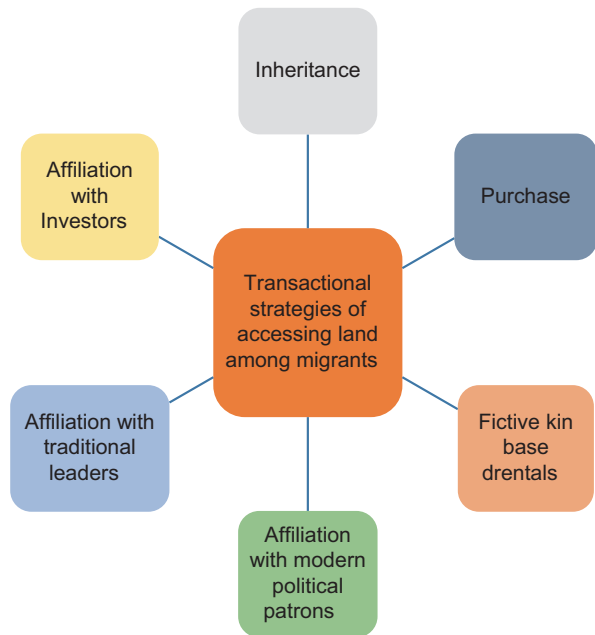 Inheritance
Affiliation
with
Investors
Purchase
Transactional
strategies of
accessing land
among migrants
Affiliation with
traditional
leaders
Fictive kin
base
drentals
Affiliation
with modern
political
patrons